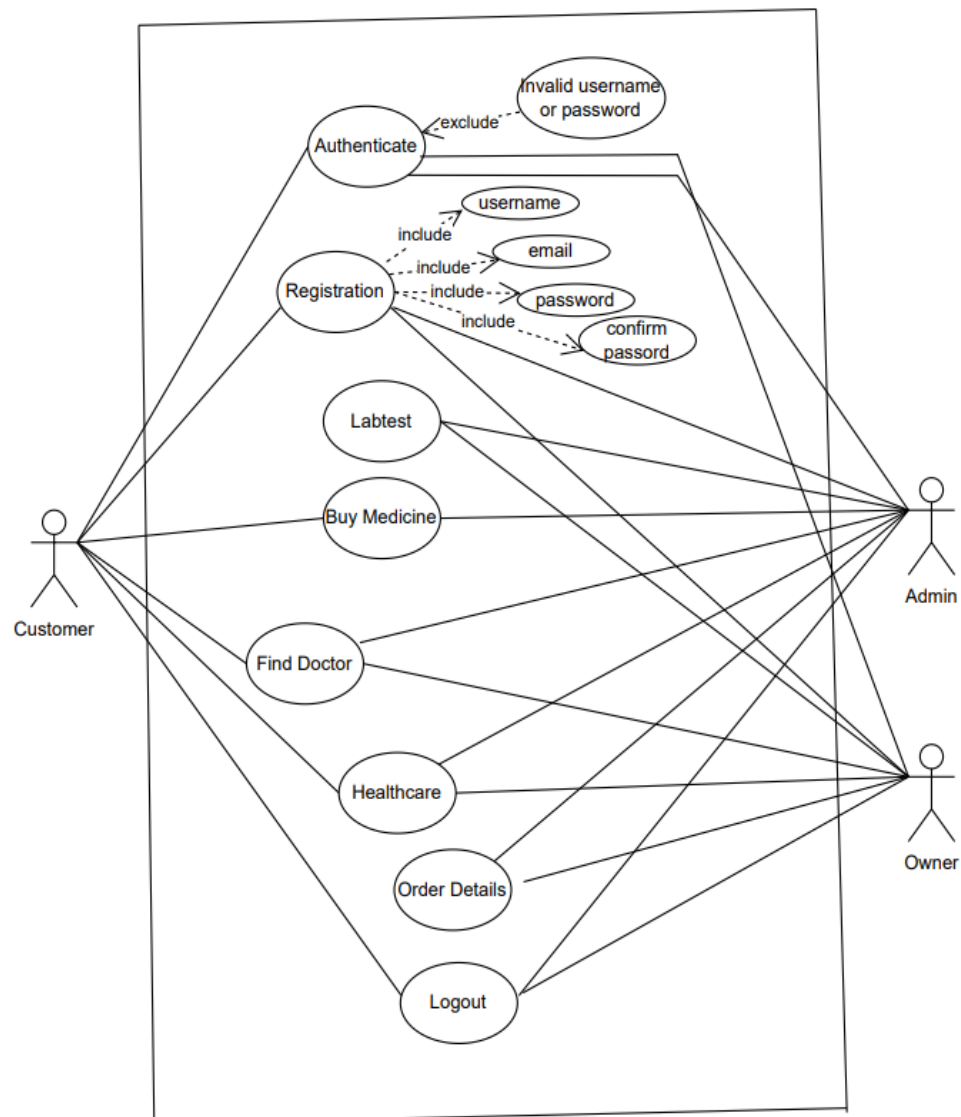 Invalid username
or password
exclude
Authenticate
username
include
email
include
Registration
include
password
include
confirm
passord
Labtest
Buy Medicine
Customer
Admin
Find Doctor
Healthcare
Owner
Order Details
Logout